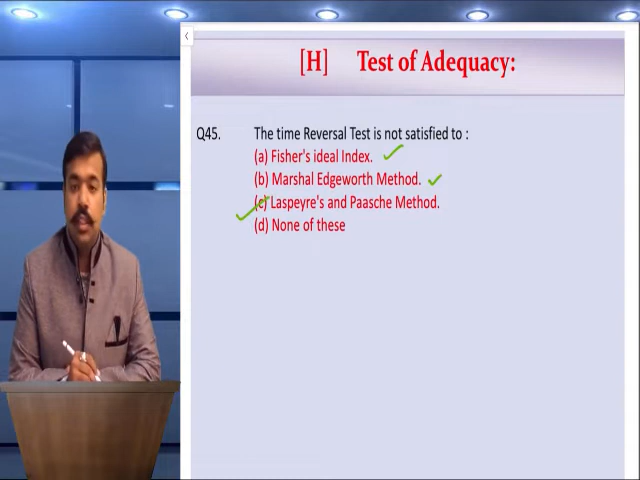 [H] Test of Adequacy:
Q45. The time Reversal Test is not satisfied to :
(a) Fisher's ideal Index.
(b) Marshal Edgeworth Method.
(c) Laspeyre's and Paasche Method.
(d) None of these